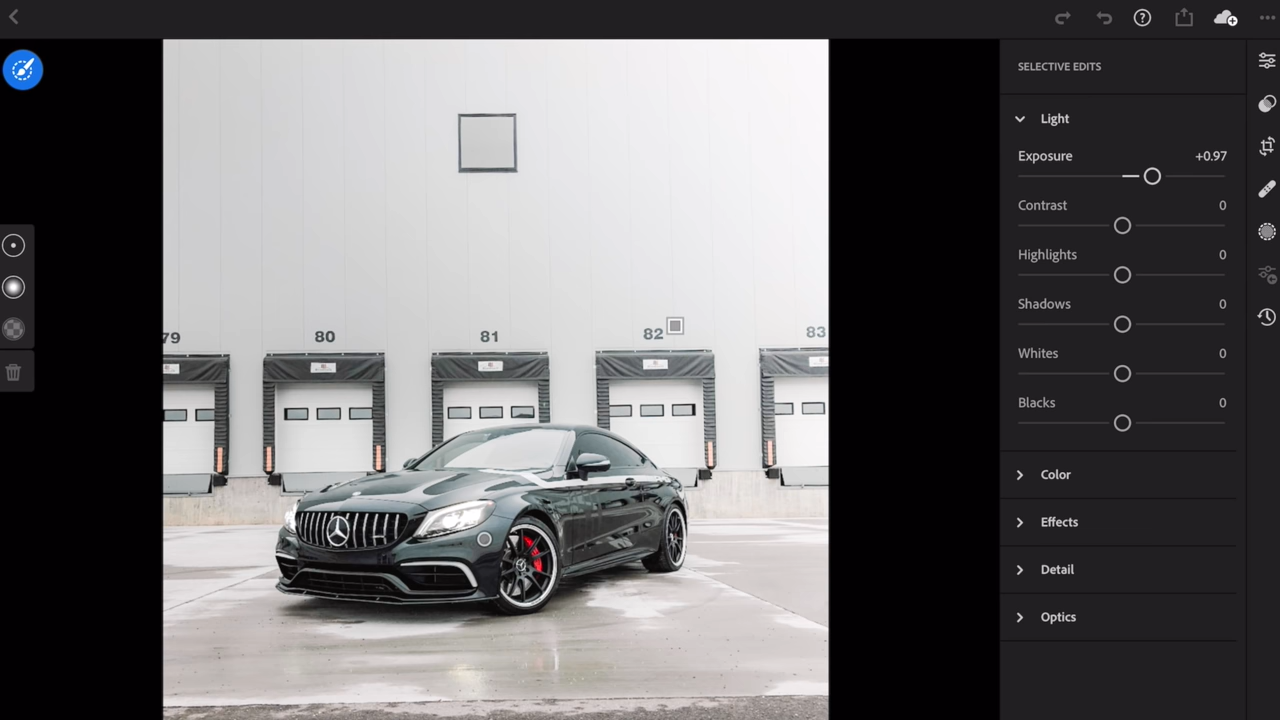 SELECTIVE EDITS
Light
Exposure +0.97
Contrast 0
Highlights 0
Shadows 0
Whites 0
Blacks 0
Color
Effects
Detail
Optics
79 80 81 82 83